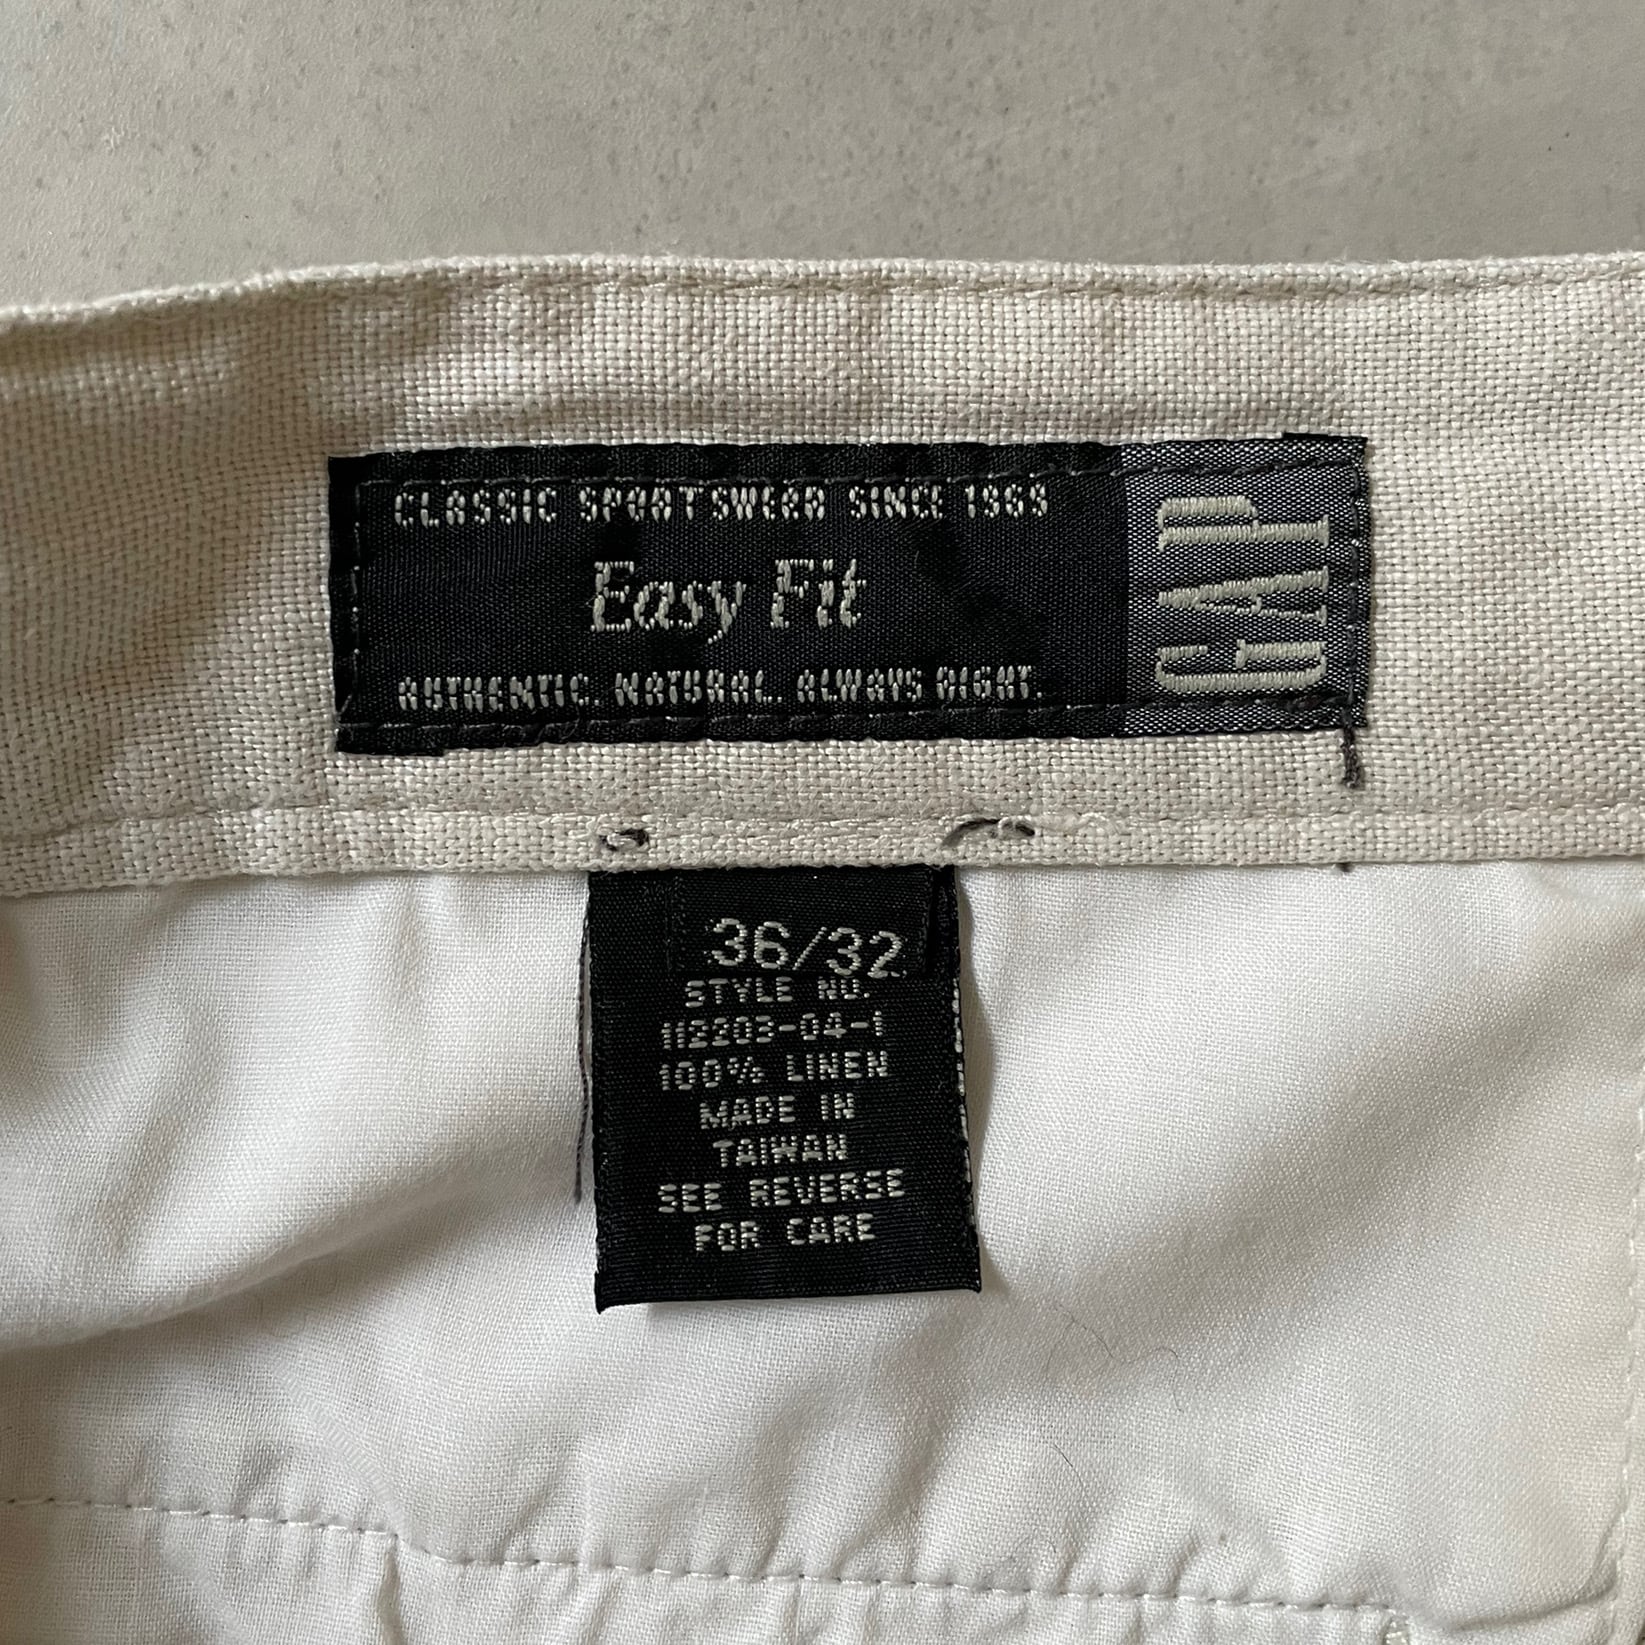 CLASSIC SPORTSWEAR SINCE 1969
Easy Fit
AUTHENTIC. NATURAL. ALWAYS RIGHT.
GAP
36/32
STYLE NO.
112203-04-1
100% LINEN
MADE IN
TAIWAN
SEE REVERSE
FOR CARE